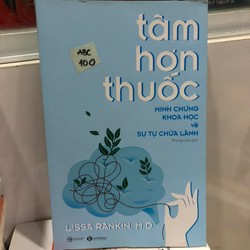 tâm
hơn
thuốc
ABC
100
MINH CHỨNG
KHOA HỌC
về
SỰ TỰ CHỮA LÀNH
LISSA RANKIN, M.D.